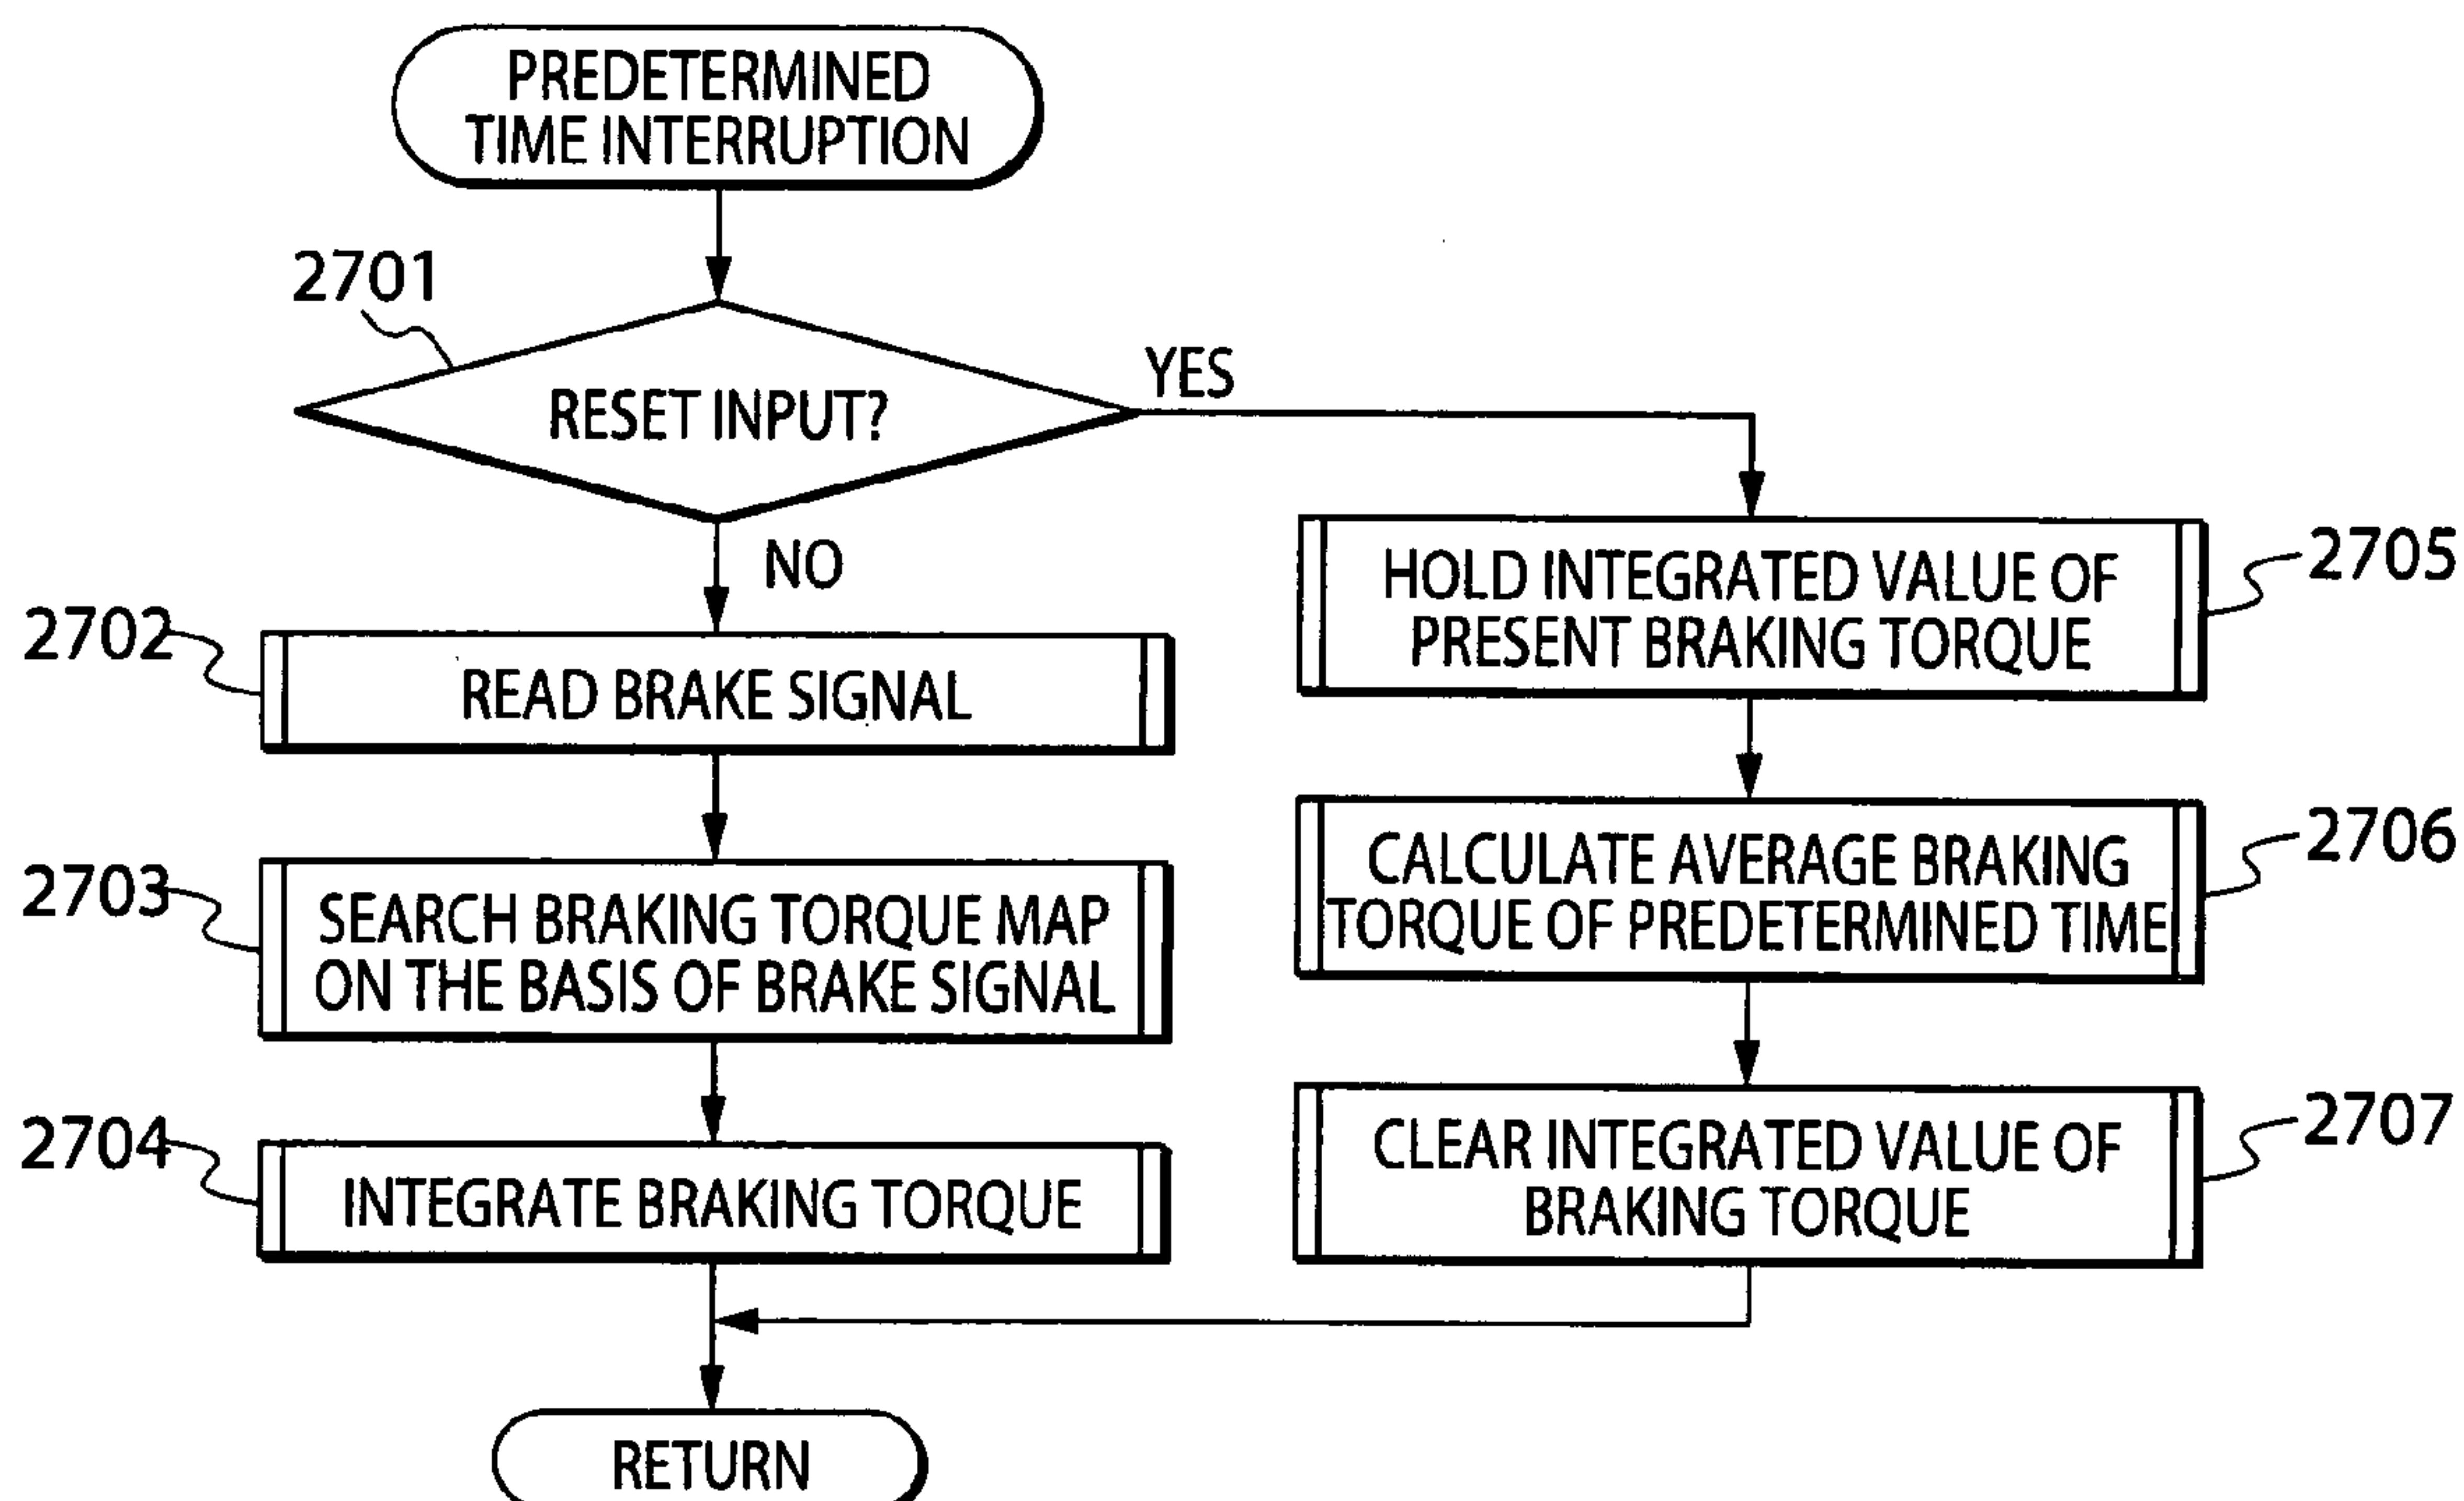 PREDETERMINED
TIME INTERRUPTION
2701
RESET INPUT?
YES
NO
2702
READ BRAKE SIGNAL
2703
SEARCH BRAKING TORQUE MAP
ON THE BASIS OF BRAKE SIGNAL
2704
INTEGRATE BRAKING TORQUE
HOLD INTEGRATED VALUE OF
PRESENT BRAKING TORQUE
2705
CALCULATE AVERAGE BRAKING
TORQUE OF PREDETERMINED TIME
2706
CLEAR INTEGRATED VALUE OF
BRAKING TORQUE
2707
RETURN